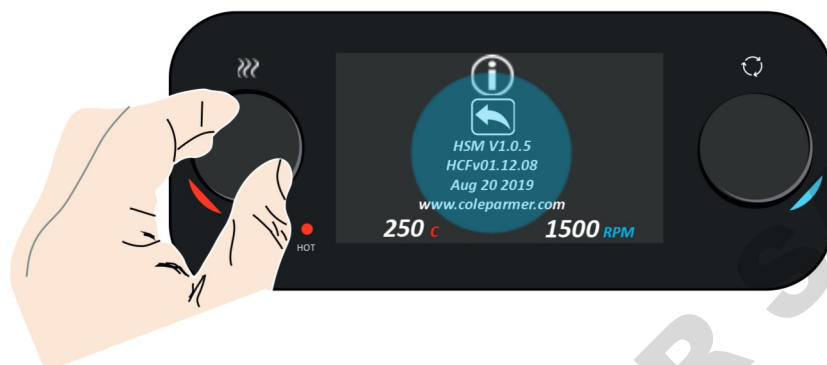 HSM V1.0.5
HCFv01.12.08
Aug 20 2019
www.coleparmer.com
250 C
1500 RPM
HOT
R S